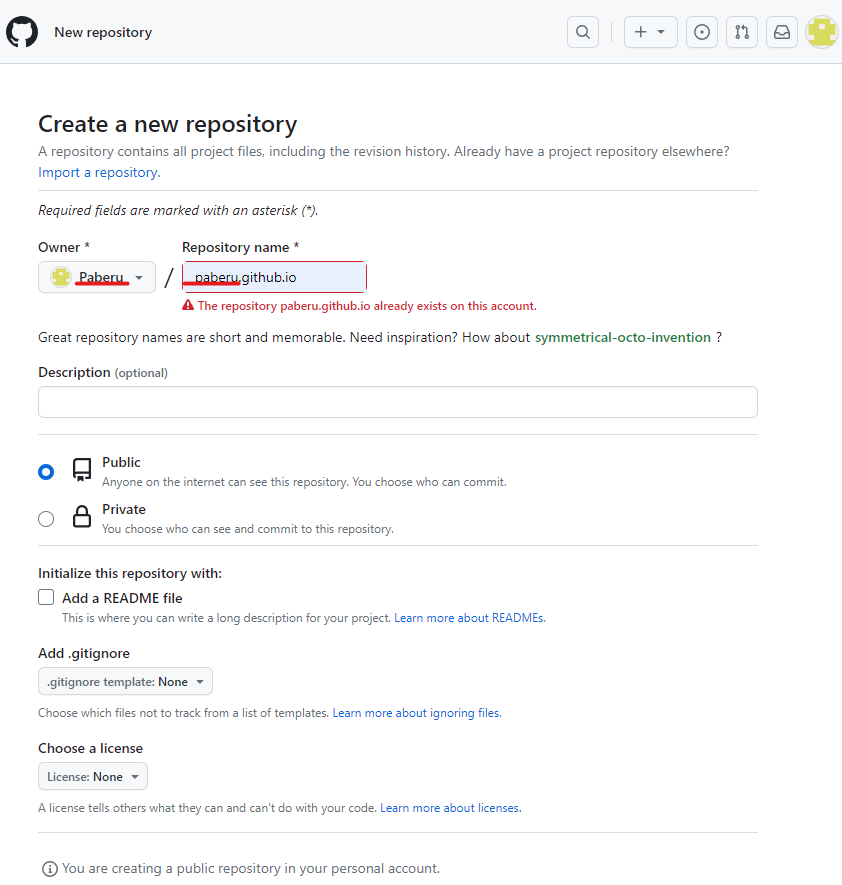 New repository
Create a new repository
A repository contains all project files, including the revision history. Already have a project repository elsewhere?
Import a repository.
Required fields are marked with an asterisk (*).
Owner *
Repository name *
Paberu
/
paberu.github.io
The repository paberu.github.io already exists on this account.
Great repository names are short and memorable. Need inspiration? How about symmetrical-octo-invention ?
Description (optional)
Public
Anyone on the internet can see this repository. You choose who can commit.
Private
You choose who can see and commit to this repository.
Initialize this repository with:
Add a README file
This is where you can write a long description for your project. Learn more about READMEs.
Add .gitignore
.gitignore template: None
Choose which files not to track from a list of templates. Learn more about ignoring files.
Choose a license
License: None
A license tells others what they can and can't do with your code. Learn more about licenses.
You are creating a public repository in your personal account.